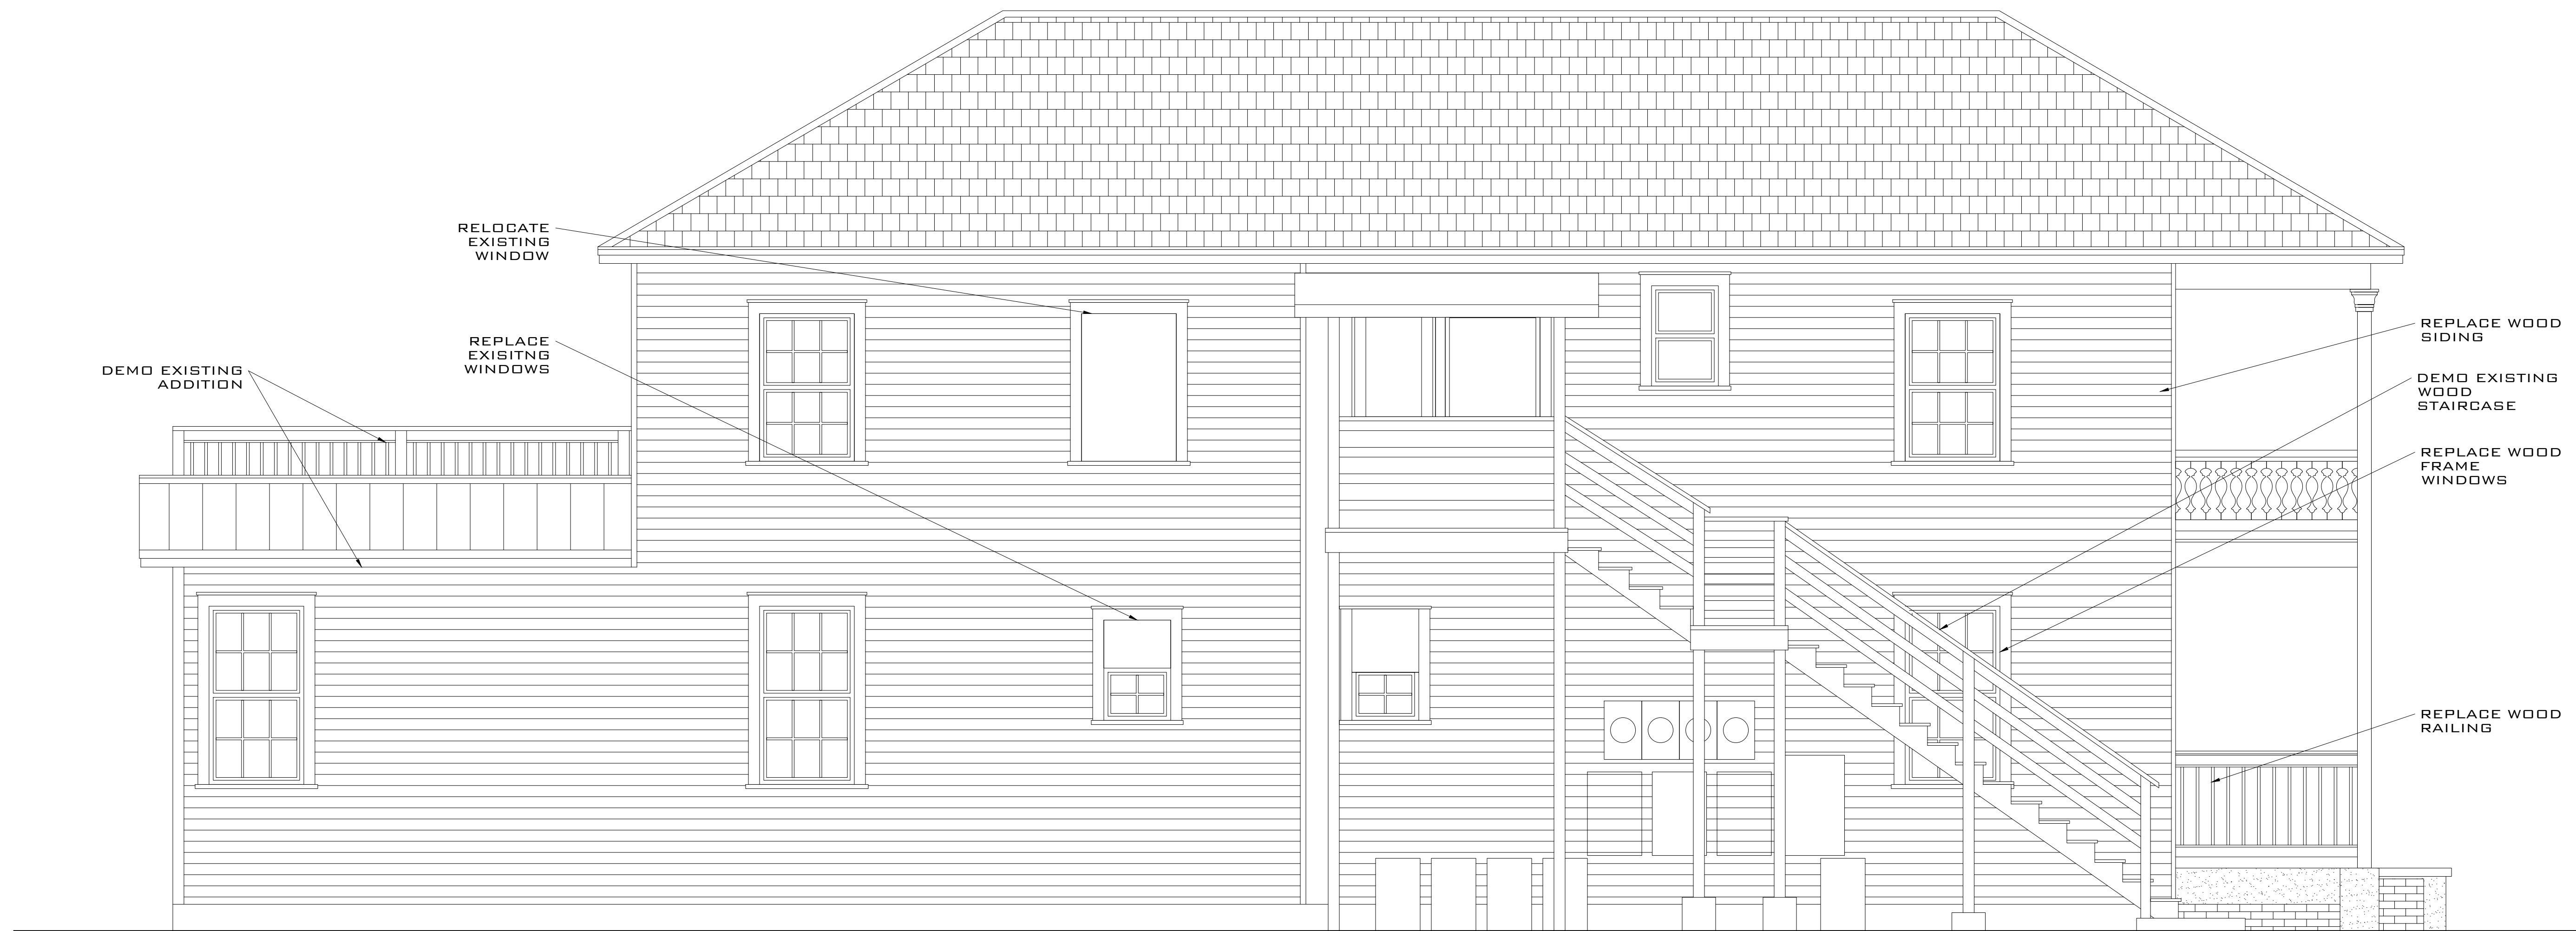 RELOCATE
EXISTING
WINDOW
REPLACE
EXISITNG
WINDOWS
DEMO EXISTING
ADDITION
REPLACE WOOD
SIDING
DEMO EXISTING
WOOD
STAIRCASE
REPLACE WOOD
FRAME
WINDOWS
REPLACE WOOD
RAILING